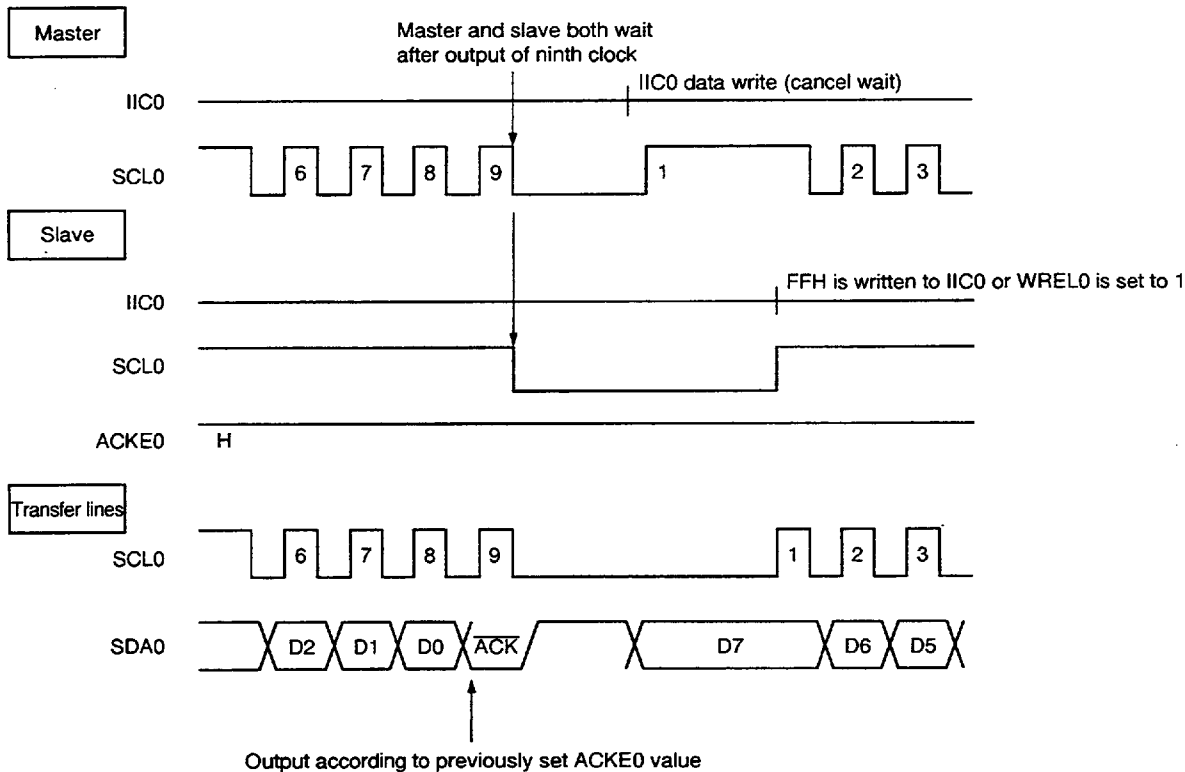 Master
Master and slave both wait
after output of ninth clock
IIC0
IIC0 data write (cancel wait)
SCL0
6 7 8 9 1 2 3
Slave
IIC0
FFH is written to IIC0 or WREL0 is set to 1
SCL0
ACKE0
H
Transfer lines
SCL0
6 7 8 9 1 2 3
SDA0
D2 D1 D0 ACK D7 D6 D5
Output according to previously set ACKE0 value